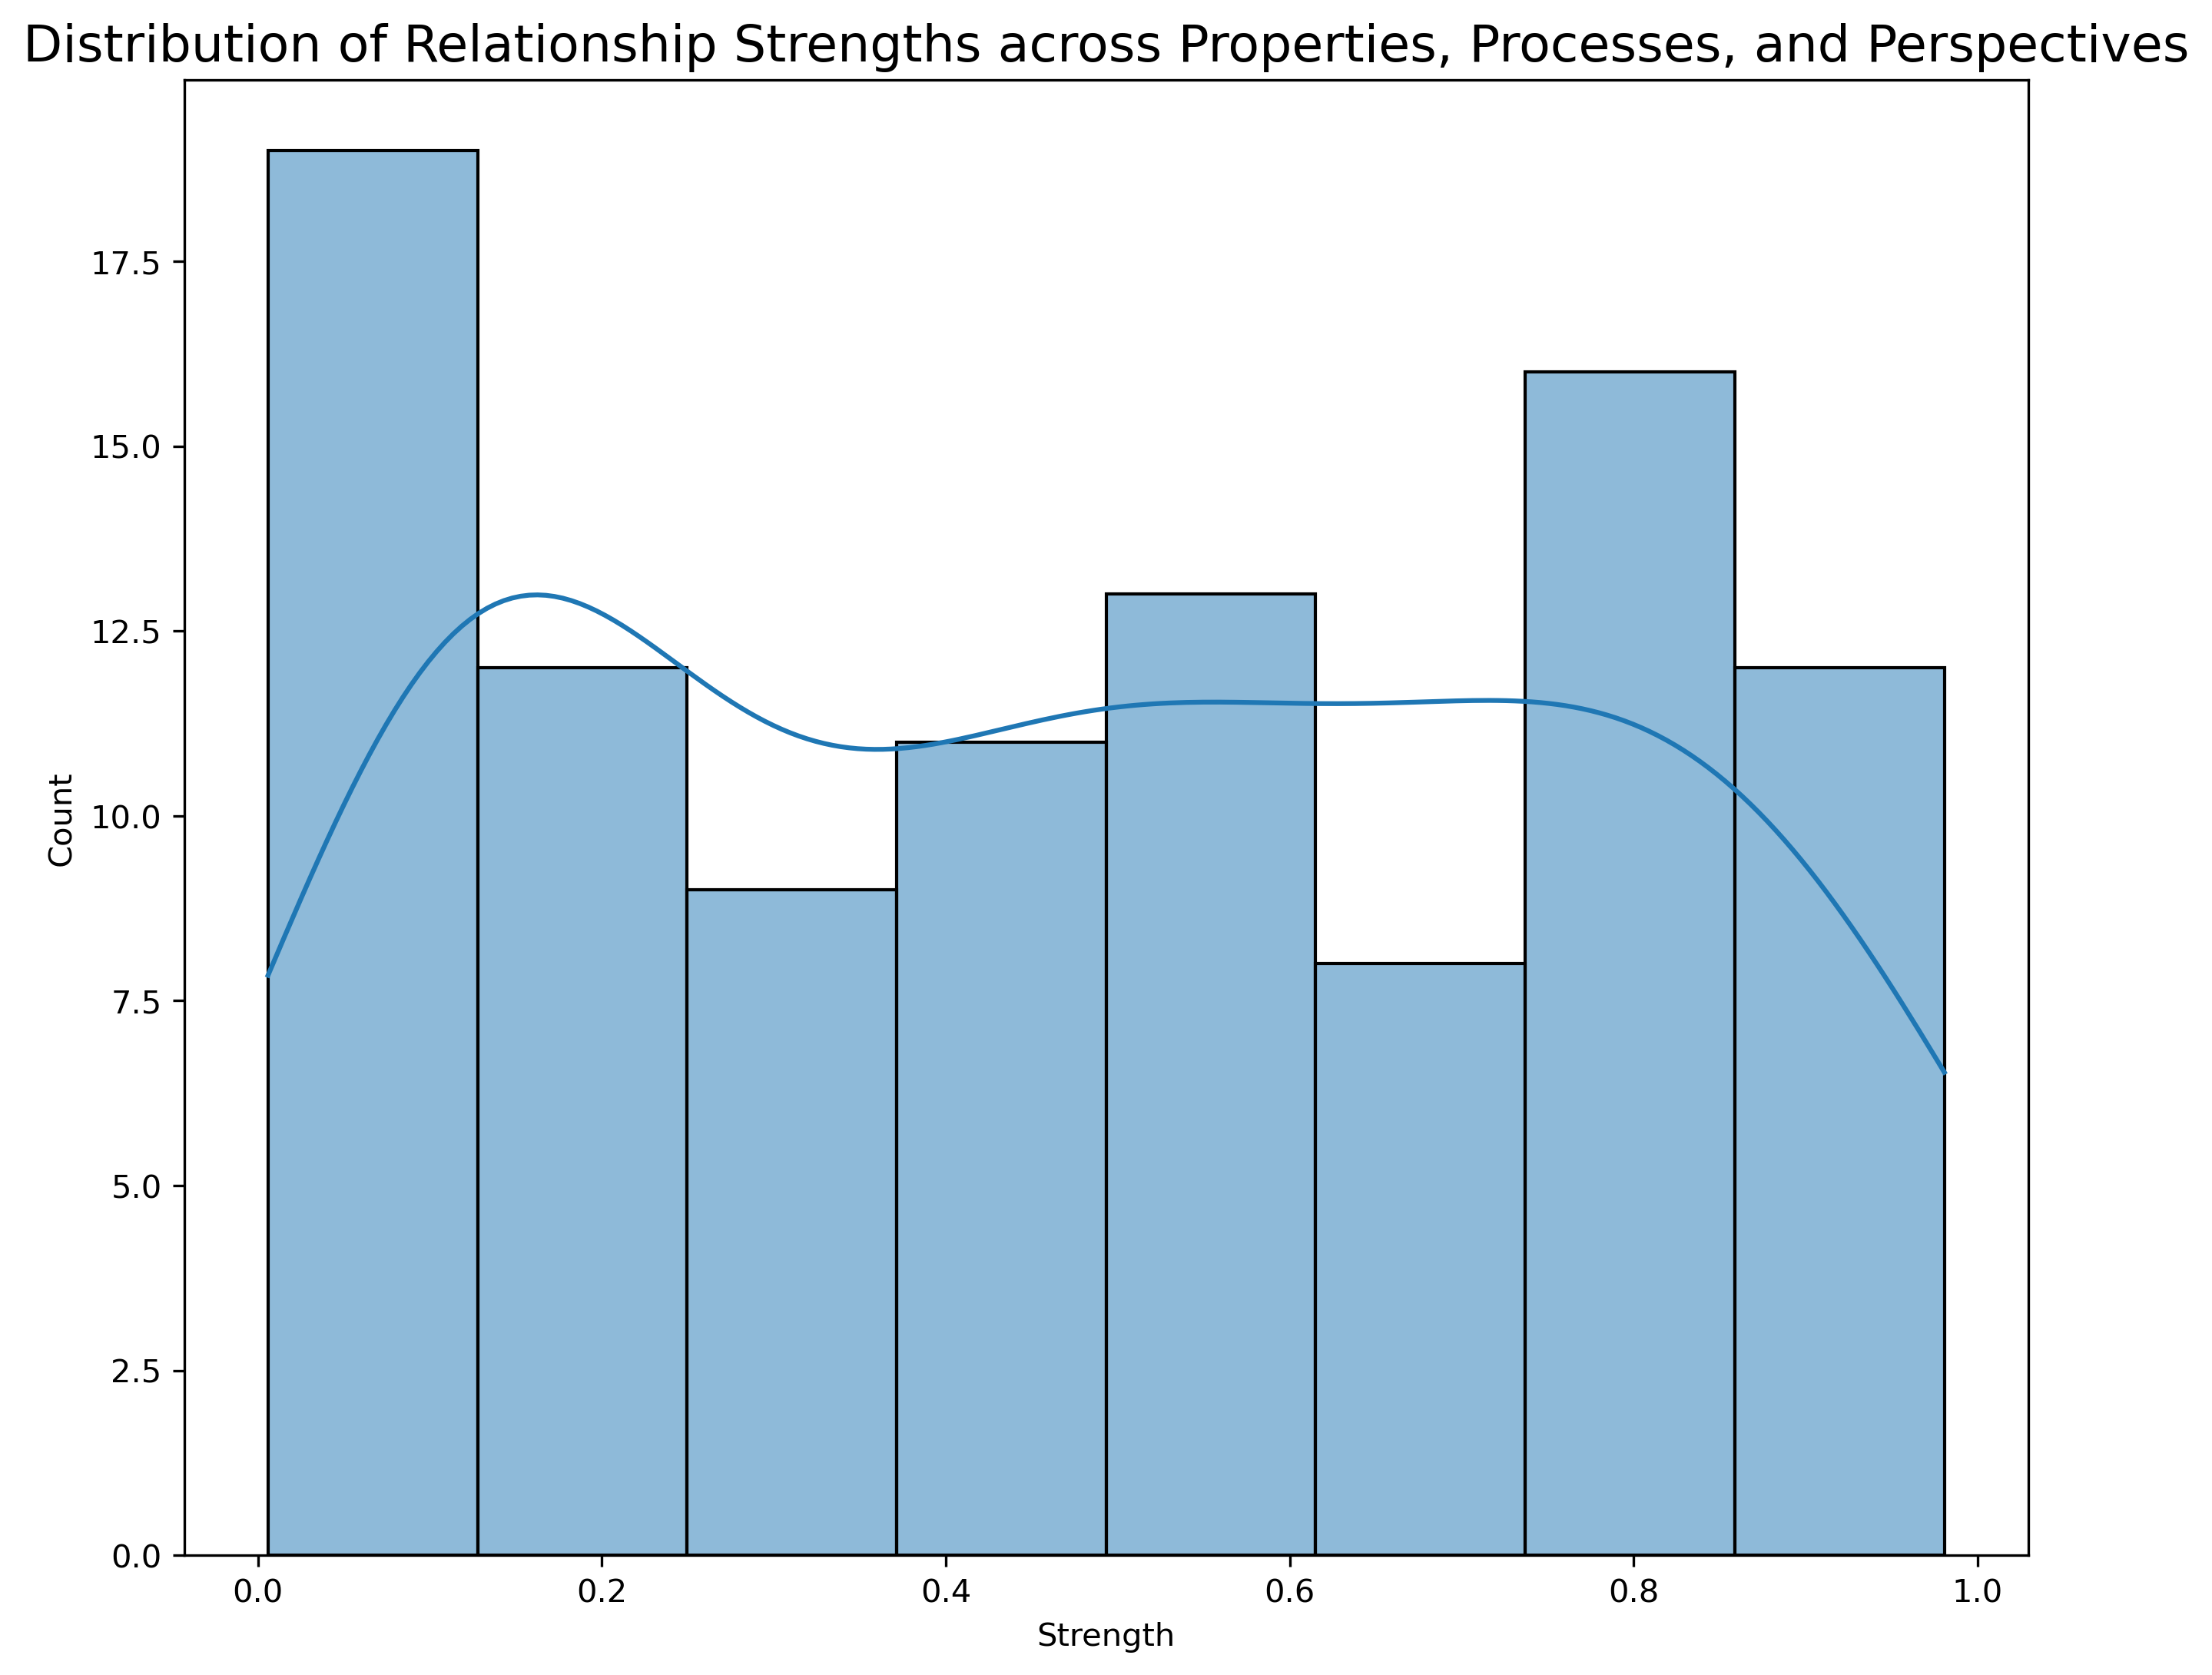 Distribution of Relationship Strengths across Properties, Processes, and Perspectives
17.5
15.0
12.5
10.0
7.5
5.0
2.5
0.0
Count
0.0 0.2 0.4 0.6 0.8 1.0
Strength